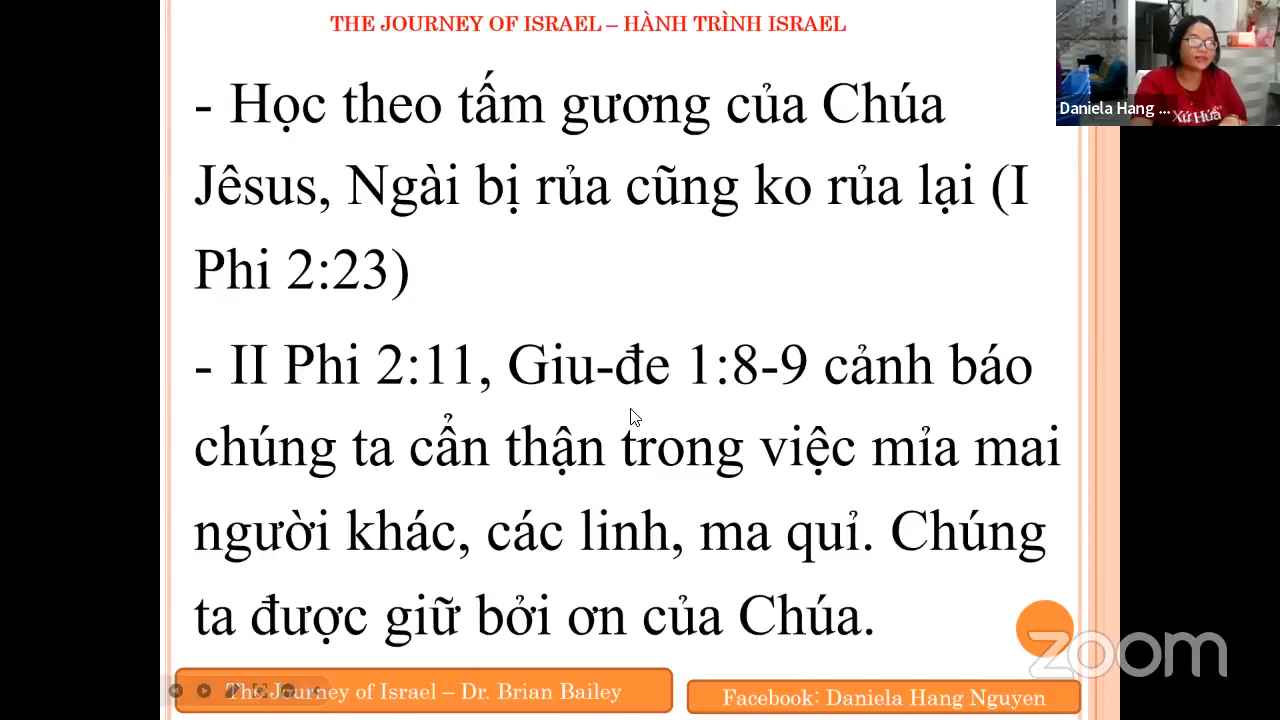 THE JOURNEY OF ISRAEL – HÀNH TRÌNH ISRAEL
- Học theo tấm gương của Chúa
Jêsus, Ngài bị rủa cũng ko rủa lại (I
Phi 2:23)
- II Phi 2:11, Giu-đe 1:8-9 cảnh báo
chúng ta cẩn thận trong việc mỉa mai
người khác, các linh, ma quỉ. Chúng
ta được giữ bởi ơn của Chúa.
The Journey of Israel – Dr. Brian Bailey
Facebook: Daniela Hang Nguyen
Daniela Hang ...
Xứ Hứa
zoom